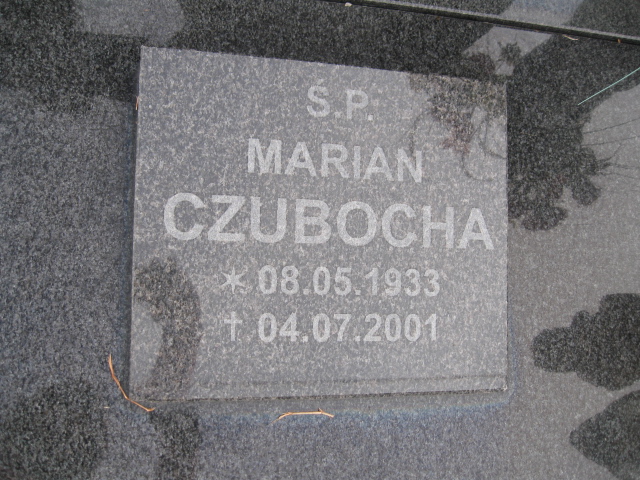 Ś.P.
MARIAN
CZUBOCHA
✶ 08.05.1933
† 04.07.2001